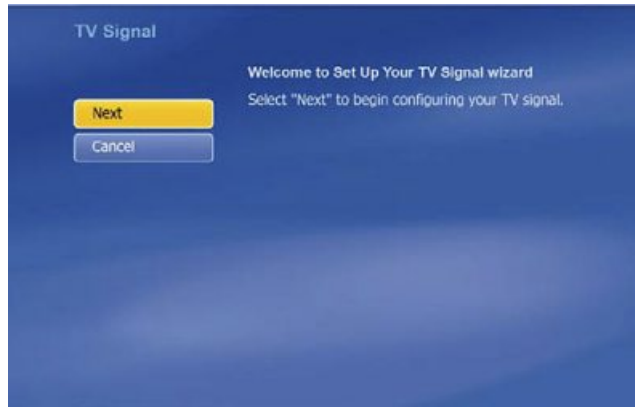 TV Signal
Welcome to Set Up Your TV Signal wizard
Select "Next" to begin configuring your TV signal.
Next
Cancel